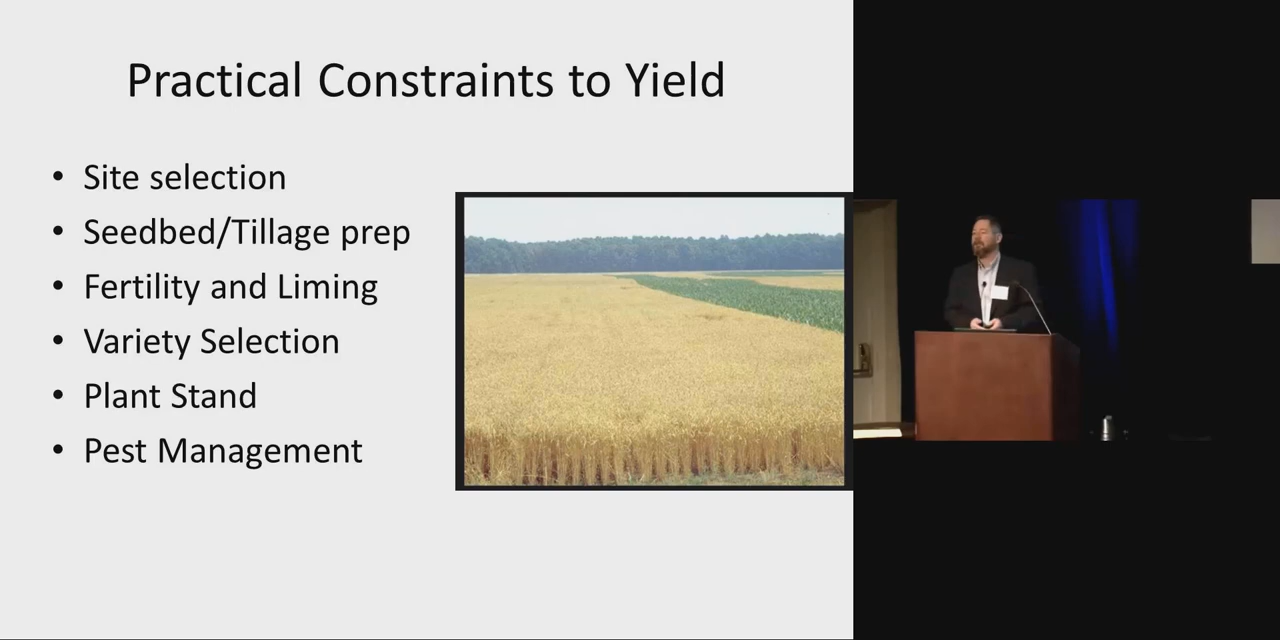 Practical Constraints to Yield
• Site selection
• Seedbed/Tillage prep
• Fertility and Liming
• Variety Selection
• Plant Stand
• Pest Management